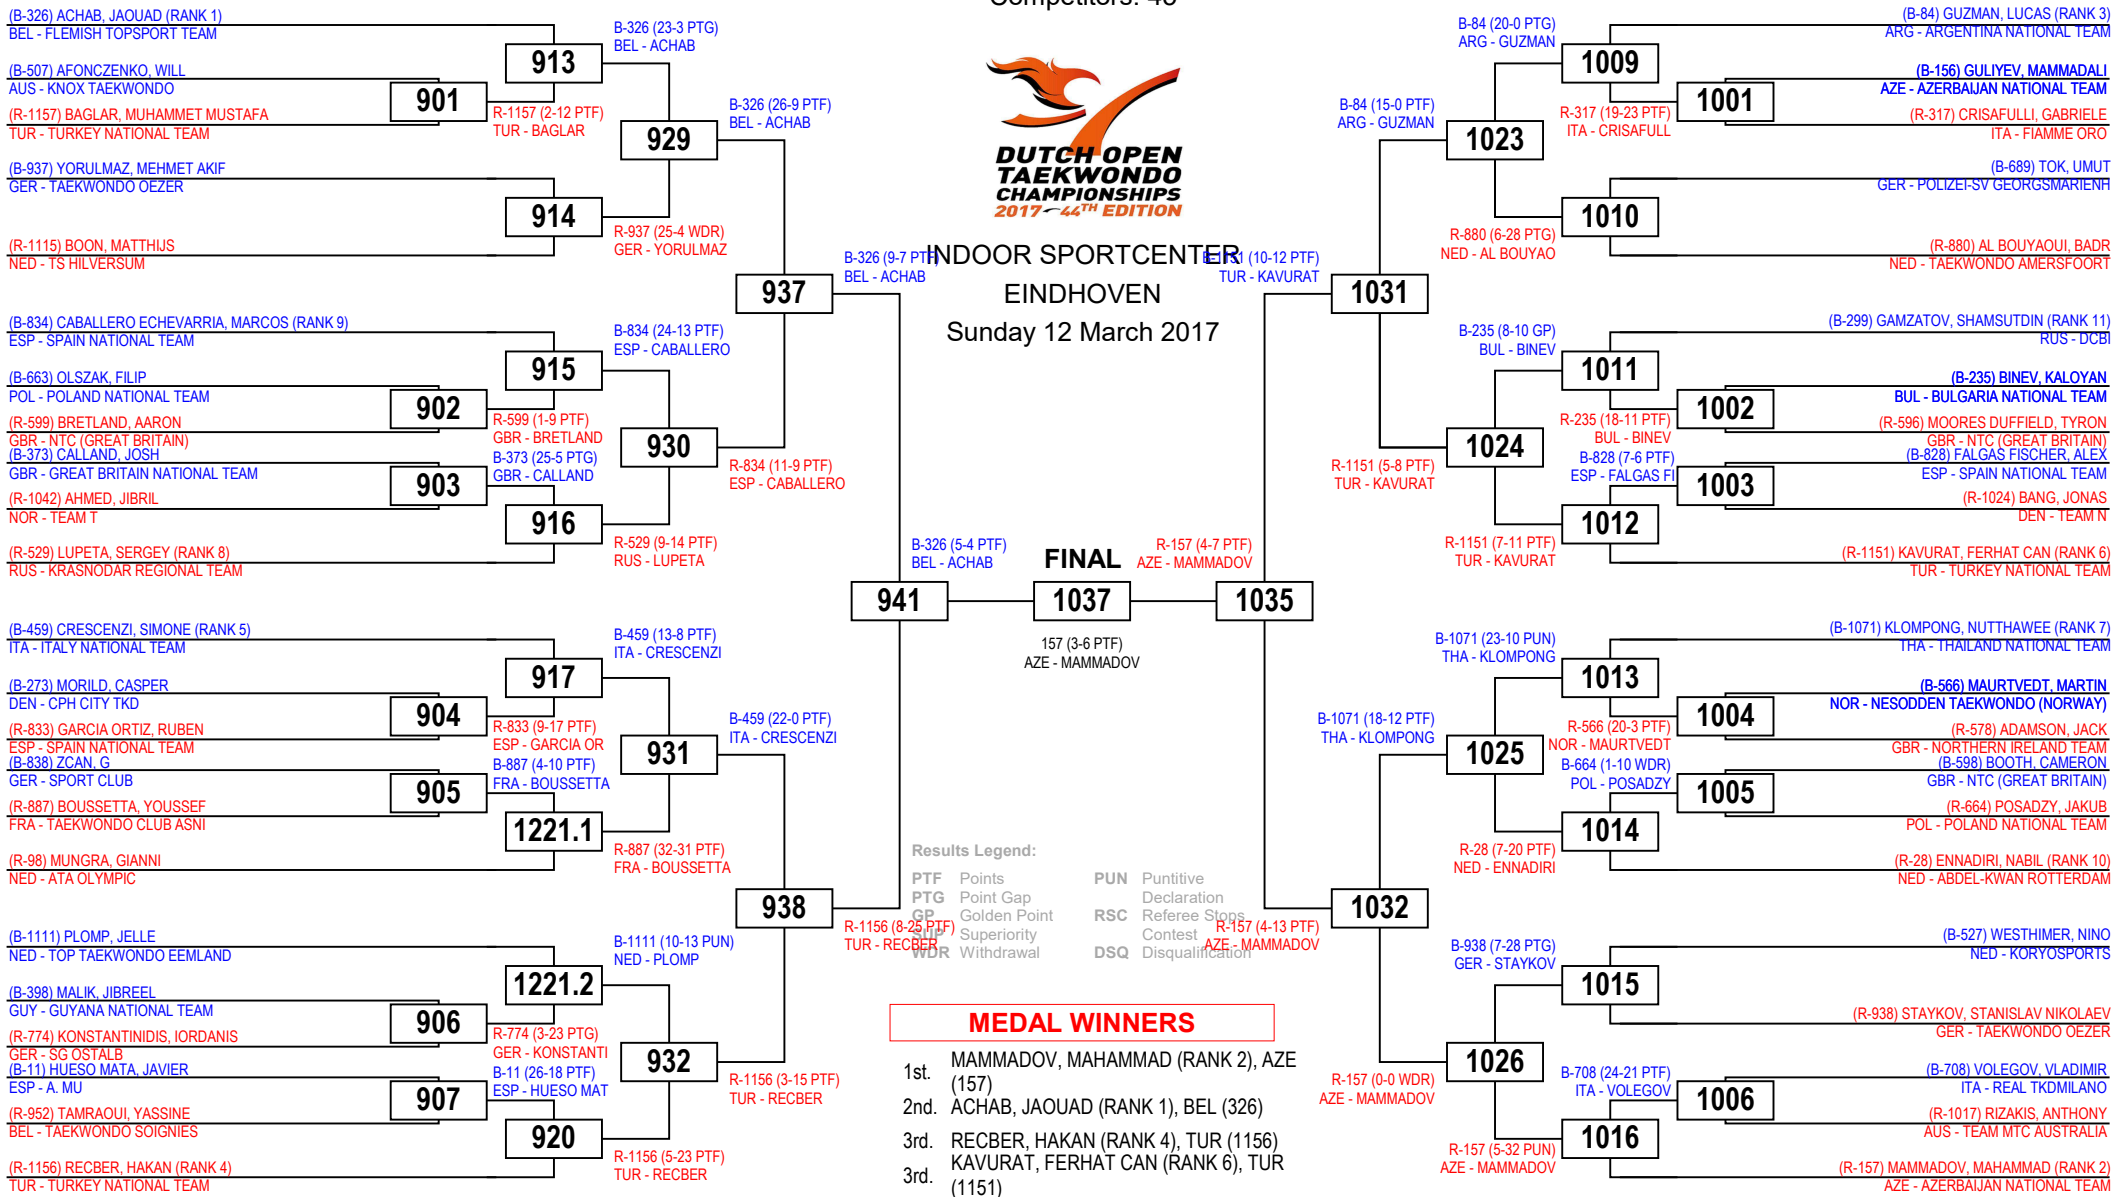 Competitors: 48
(B-326) ACHAB, JAOUAD (RANK 1)
BEL - FLEMISH TOPSPORT TEAM
(B-507) AFONCZENKO, WILL
AUS - KNOX TAEKWONDO
(R-1157) BAGLAR, MUHAMMET MUSTAFA
TUR - TURKEY NATIONAL TEAM
(B-937) YORULMAZ, MEHMET AKIF
GER - TAEKWONDO OEZER
(R-1115) BOON, MATTHIJS
NED - TS HILVERSUM
(B-834) CABALLERO ECHEVARRIA, MARCOS (RANK 9)
ESP - SPAIN NATIONAL TEAM
(B-663) OLSZAK, FILIP
POL - POLAND NATIONAL TEAM
(R-599) BRETLAND, AARON
GBR - NTC (GREAT BRITAIN)
(B-373) CALLAND, JOSH
GBR - GREAT BRITAIN NATIONAL TEAM
(R-1042) AHMED, JIBRIL
NOR - TEAM T
(R-529) LUPETA, SERGEY (RANK 8)
RUS - KRASNODAR REGIONAL TEAM
(B-459) CRESCENZI, SIMONE (RANK 5)
ITA - ITALY NATIONAL TEAM
(B-273) MORILD, CASPER
DEN - CPH CITY TKD
(R-833) GARCIA ORTIZ, RUBEN
ESP - SPAIN NATIONAL TEAM
(B-838) ZCAN, G
GER - SPORT CLUB
(R-887) BOUSSETTA, YOUSSEF
FRA - TAEKWONDO CLUB ASNI
(R-98) MUNGRA, GIANNI
NED - ATA OLYMPIC
(B-1111) PLOMP, JELLE
NED - TOP TAEKWONDO EEMLAND
(B-398) MALIK, JIBREEL
GUY - GUYANA NATIONAL TEAM
(R-774) KONSTANTINIDIS, IORDANIS
GER - SG OSTALB
(B-11) HUESO MATA, JAVIER
ESP - A. MU
(R-952) TAMRAOUI, YASSINE
BEL - TAEKWONDO SOIGNIES
(R-1156) RECBER, HAKAN (RANK 4)
TUR - TURKEY NATIONAL TEAM
901
902
903
904
905
906
907
R-1157 (2-12 PTF)
TUR - BAGLAR
R-599 (1-9 PTF)
GBR - BRETLAND
B-373 (25-5 PTG)
GBR - CALLAND
R-833 (9-17 PTF)
ESP - GARCIA OR
B-887 (4-10 PTF)
FRA - BOUSSETTA
R-774 (3-23 PTG)
GER - KONSTANTI
B-11 (26-18 PTF)
ESP - HUESO MAT
913
914
915
916
917
1221.1
1221.2
920
B-326 (23-3 PTG)
BEL - ACHAB
R-937 (25-4 WDR)
GER - YORULMAZ
B-834 (24-13 PTF)
ESP - CABALLERO
R-529 (9-14 PTF)
RUS - LUPETA
B-459 (13-8 PTF)
ITA - CRESCENZI
R-887 (32-31 PTF)
FRA - BOUSSETTA
B-1111 (10-13 PUN)
NED - PLOMP
R-1156 (5-23 PTF)
TUR - RECBER
929
930
931
932
B-326 (26-9 PTF)
BEL - ACHAB
R-834 (11-9 PTF)
ESP - CABALLERO
B-459 (22-0 PTF)
ITA - CRESCENZI
R-1156 (3-15 PTF)
TUR - RECBER
937
938
B-326 (9-7 PTF)
BEL - ACHAB
R-1156 (8-25 PTF)
TUR - RECBER
941
B-326 (5-4 PTF)
BEL - ACHAB
DUTCH OPEN
TAEKWONDO
CHAMPIONSHIPS
2017 44TH EDITION
INDOOR SPORTCENTER
EINDHOVEN
Sunday 12 March 2017
FINAL
1037
157 (3-6 PTF)
AZE - MAMMADOV
Results Legend:
PTF Points
PTG Point Gap
GP Golden Point
SUP Superiority
WDR Withdrawal
PUN Puntitive
Declaration
RSC Referee Stops
Contest
DSQ Disqualification
MEDAL WINNERS
1st. MAMMADOV, MAHAMMAD (RANK 2), AZE
(157)
2nd. ACHAB, JAOUAD (RANK 1), BEL (326)
3rd. RECBER, HAKAN (RANK 4), TUR (1156)
3rd. KAVURAT, FERHAT CAN (RANK 6), TUR
(1151)
R-157 (4-7 PTF)
AZE - MAMMADOV
1035
B-1151 (10-12 PTF)
TUR - KAVURAT
R-157 (4-13 PTF)
AZE - MAMMADOV
1031
1032
B-84 (15-0 PTF)
ARG - GUZMAN
R-1151 (5-8 PTF)
TUR - KAVURAT
B-1071 (18-12 PTF)
THA - KLOMPONG
R-157 (0-0 WDR)
AZE - MAMMADOV
1023
1024
1025
1026
B-84 (20-0 PTG)
ARG - GUZMAN
R-880 (6-28 PTG)
NED - AL BOUYAO
B-235 (8-10 GP)
BUL - BINEV
R-1151 (7-11 PTF)
TUR - KAVURAT
B-1071 (23-10 PUN)
THA - KLOMPONG
R-28 (7-20 PTF)
NED - ENNADIRI
B-938 (7-28 PTG)
GER - STAYKOV
R-157 (5-32 PUN)
AZE - MAMMADOV
1009
1010
1011
1012
1013
1014
1015
1016
R-317 (19-23 PTF)
ITA - CRISAFULL
R-235 (18-11 PTF)
BUL - BINEV
B-828 (7-6 PTF)
ESP - FALGAS FI
R-566 (20-3 PTF)
NOR - MAURTVEDT
B-664 (1-10 WDR)
POL - POSADZY
B-708 (24-21 PTF)
ITA - VOLEGOV
1001
1002
1003
1004
1005
1006
(B-84) GUZMAN, LUCAS (RANK 3)
ARG - ARGENTINA NATIONAL TEAM
(B-156) GULIYEV, MAMMADALI
AZE - AZERBAIJAN NATIONAL TEAM
(R-317) CRISAFULLI, GABRIELE
ITA - FIAMME ORO
(B-689) TOK, UMUT
GER - POLIZEI-SV GEORGSMARIENH
(R-880) AL BOUYAOUI, BADR
NED - TAEKWONDO AMERSFOORT
(B-299) GAMZATOV, SHAMSUTDIN (RANK 11)
RUS - DCBI
(B-235) BINEV, KALOYAN
BUL - BULGARIA NATIONAL TEAM
(R-596) MOORES DUFFIELD, TYRON
GBR - NTC (GREAT BRITAIN)
(B-828) FALGAS FISCHER, ALEX
ESP - SPAIN NATIONAL TEAM
(R-1024) BANG, JONAS
DEN - TEAM N
(R-1151) KAVURAT, FERHAT CAN (RANK 6)
TUR - TURKEY NATIONAL TEAM
(B-1071) KLOMPONG, NUTTHAWEE (RANK 7)
THA - THAILAND NATIONAL TEAM
(B-566) MAURTVEDT, MARTIN
NOR - NESODDEN TAEKWONDO (NORWAY)
(R-578) ADAMSON, JACK
GBR - NORTHERN IRELAND TEAM
(B-598) BOOTH, CAMERON
GBR - NTC (GREAT BRITAIN)
(R-664) POSADZY, JAKUB
POL - POLAND NATIONAL TEAM
(R-28) ENNADIRI, NABIL (RANK 10)
NED - ABDEL-KWAN ROTTERDAM
(B-527) WESTHIMER, NINO
NED - KORYOSPORTS
(R-938) STAYKOV, STANISLAV NIKOLAEV
GER - TAEKWONDO OEZER
(B-708) VOLEGOV, VLADIMIR
ITA - REAL TKDMILANO
(R-1017) RIZAKIS, ANTHONY
AUS - TEAM MTC AUSTRALIA
(R-157) MAMMADOV, MAHAMMAD (RANK 2)
AZE - AZERBAIJAN NATIONAL TEAM